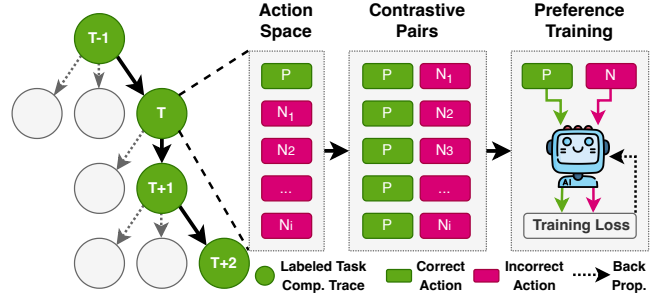 Action
Space
Contrastive
Pairs
Preference
Training
T-1
T
T+1
T+2
P
N1
N2
...
Ni
P N1
P N2
P N3
P ...
P Ni
P N
AI
Training Loss
Labeled Task
Comp. Trace
Correct
Action
Incorrect
Action
Back
Prop.